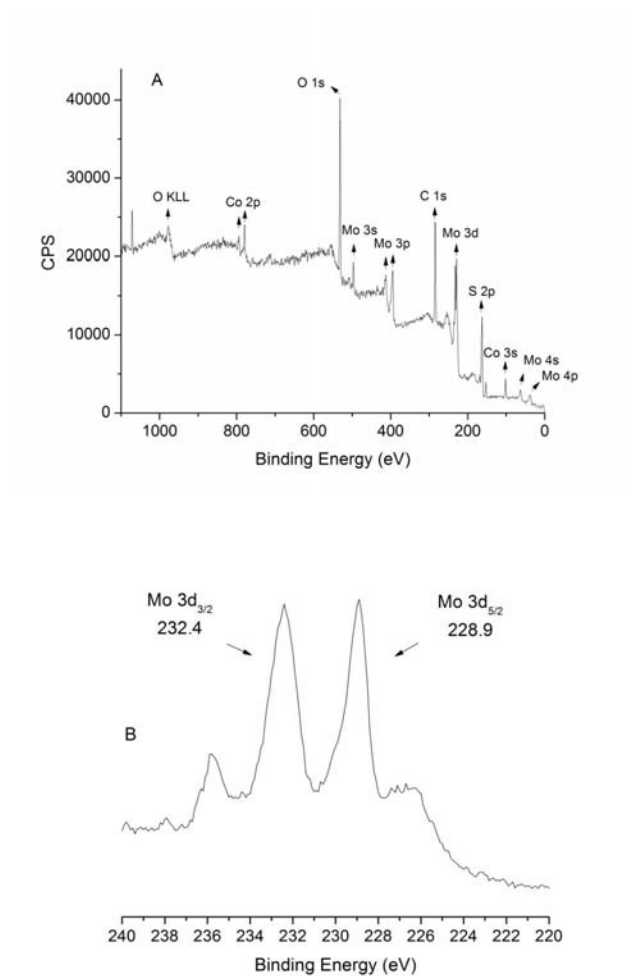 A
O 1s
40000
30000
20000
10000
0
CPS
O KLL
Co 2p
Mo 3s
Mo 3p
C 1s
Mo 3d
S 2p
Co 3s
Mo 4s
Mo 4p
1000 800 600 400 200 0
Binding Energy (eV)
Mo 3d3/2
232.4
Mo 3d5/2
228.9
B
240 238 236 234 232 230 228 226 224 222 220
Binding Energy (eV)